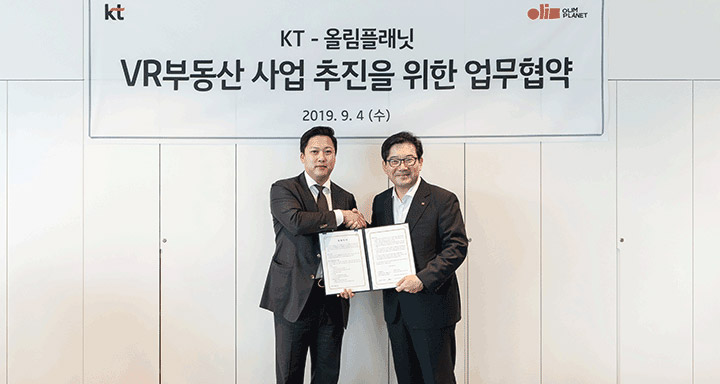 kt
olim OLIM
PLANET
KT - 올림플래닛
VR부동산 사업 추진을 위한 업무협약
2019. 9. 4 (수)